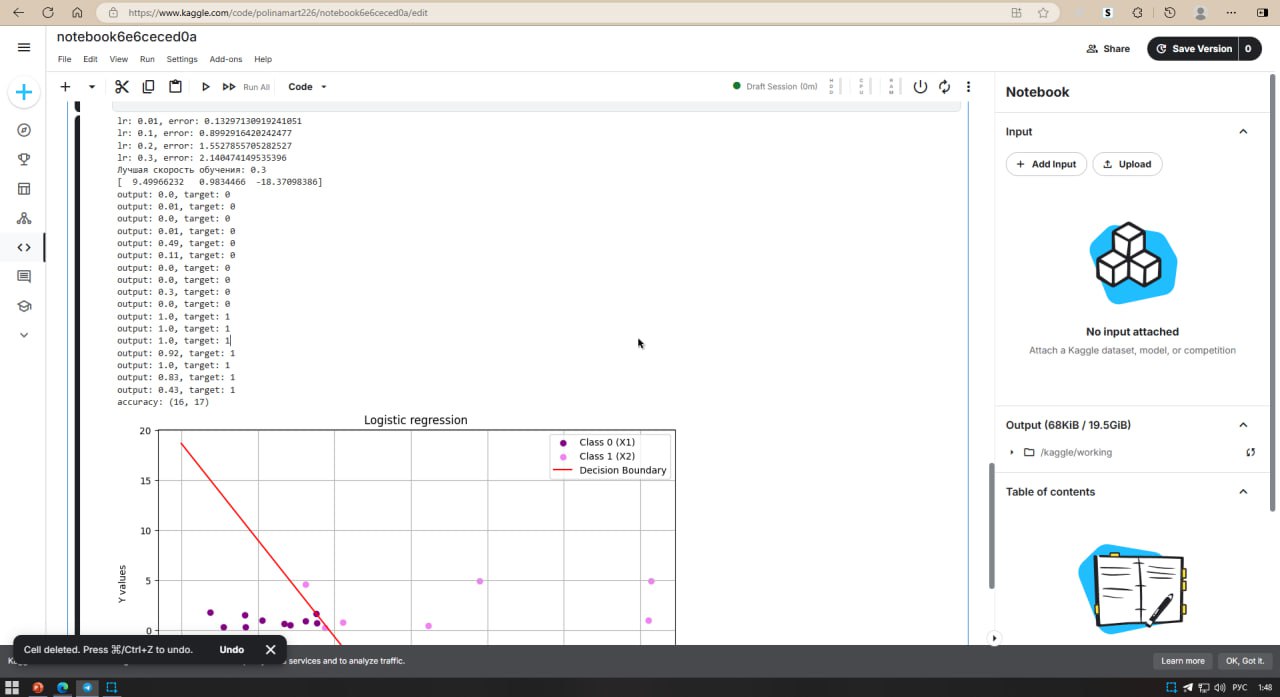 https://www.kaggle.com/code/polinamart226/notebook6e6ceced0a/edit
notebook6e6ceced0a
File Edit View Run Settings Add-ons Help
Share
Save Version 0
Run All
Code
Draft Session (0m)
HDD
CPU
RAM
Notebook
Input
Add Input
Upload
No input attached
Attach a Kaggle dataset, model, or competition
Output (68KiB / 19.5GiB)
/kaggle/working
Table of contents
lr: 0.01, error: 0.13297130919241051
lr: 0.1, error: 0.8992916420242477
lr: 0.2, error: 1.5527855705282527
lr: 0.3, error: 2.140474149535396
Лучшая скорость обучения: 0.3
[ 9.49966232 0.9834466 -18.37098386]
output: 0.0, target: 0
output: 0.01, target: 0
output: 0.0, target: 0
output: 0.01, target: 0
output: 0.49, target: 0
output: 0.11, target: 0
output: 0.0, target: 0
output: 0.0, target: 0
output: 0.3, target: 0
output: 0.0, target: 0
output: 1.0, target: 1
output: 1.0, target: 1
output: 1.0, target: 1
output: 0.92, target: 1
output: 1.0, target: 1
output: 0.83, target: 1
output: 0.43, target: 1
accuracy: (16, 17)
Logistic regression
Class 0 (X1)
Class 1 (X2)
Decision Boundary
20
15
10
5
0
Y values
Cell deleted. Press ⌘/Ctrl+Z to undo.
Undo
services and to analyze traffic.
Learn more
OK, Got it.
РУС
1:48